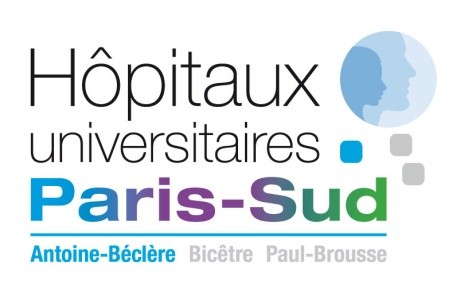 Hôpitaux
universitaires
Paris-Sud
Antoine-Béclère Bicêtre Paul-Brousse